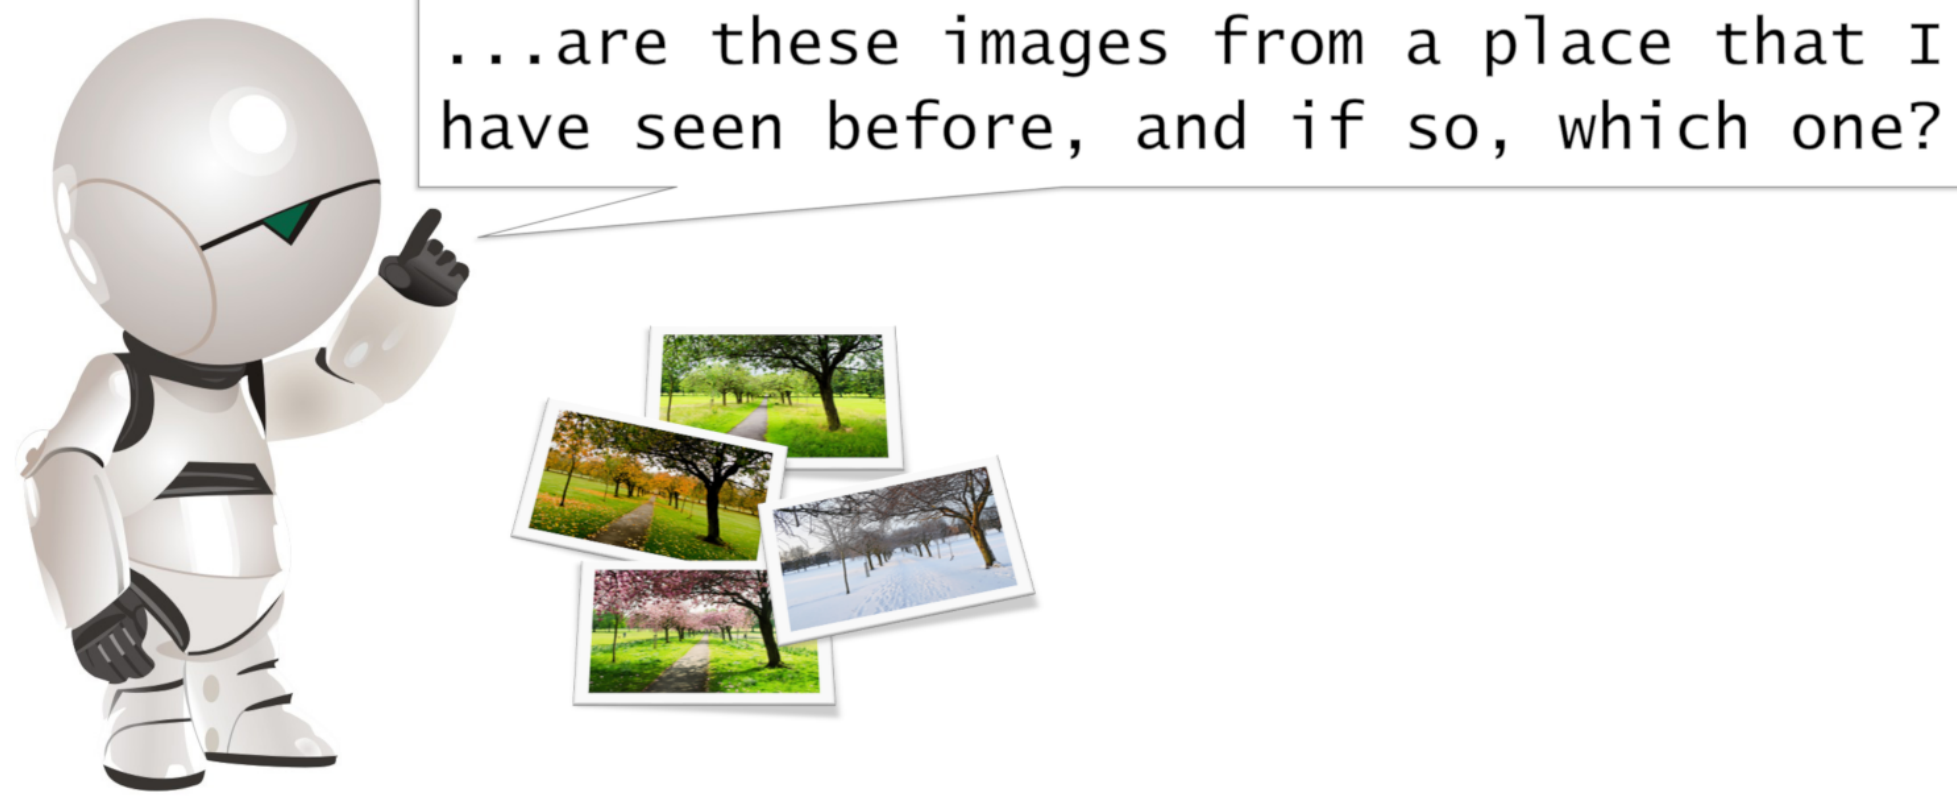 ...are these images from a place that I
have seen before, and if so, which one?